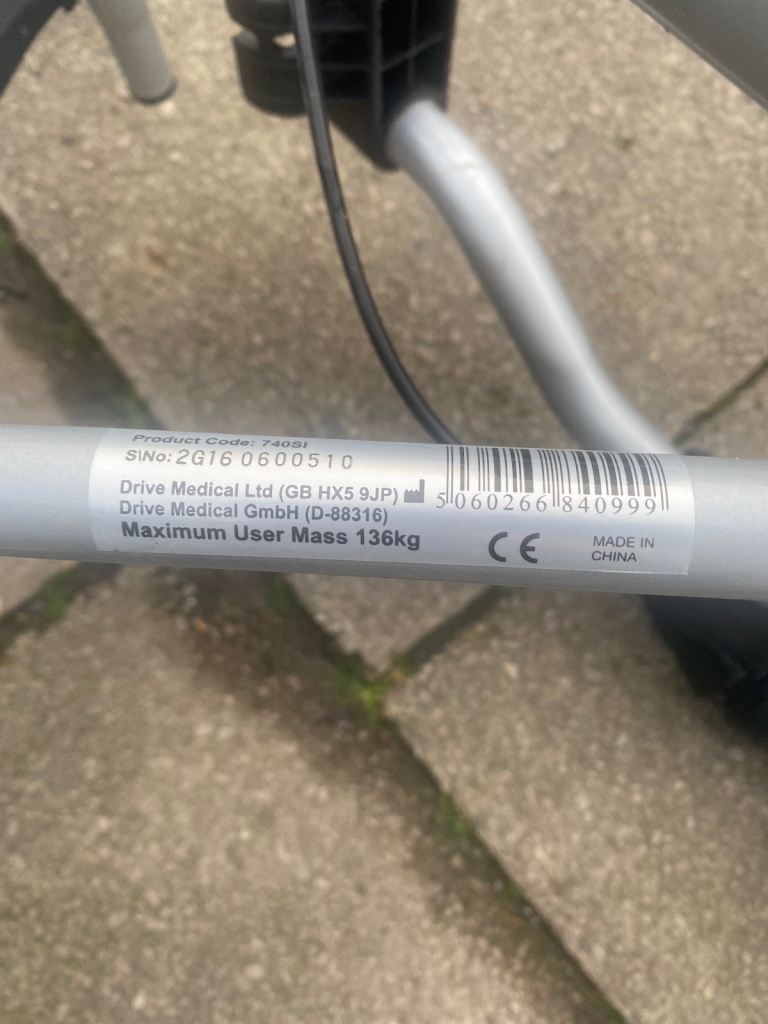 Product Code: 740SI
S\No: 2G16 0600510
Drive Medical Ltd (GB HX5 9JP)
Drive Medical GmbH (D-88316)
Maximum User Mass 136kg
5 060266 840999
CE
MADE IN
CHINA